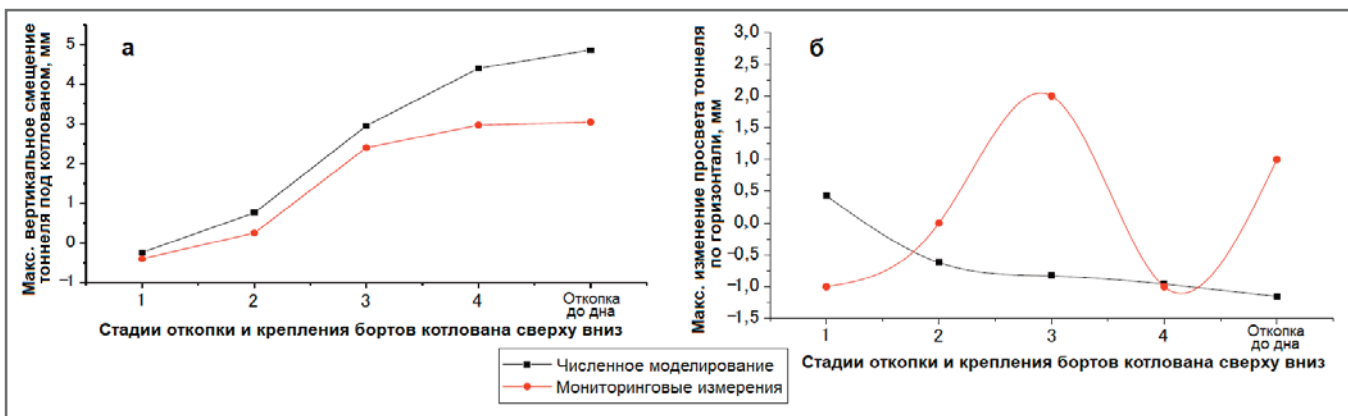 а
Макс. вертикальное смещение
тоннеля под котлованом, мм
5
4
3
2
1
0
−1
1
2
3
4
Откопка
до дна
Стадии откопки и крепления бортов котлована сверху вниз
б
Макс. изменение просвета тоннеля
по горизонтали, мм
3,0
2,5
2,0
1,5
1,0
0,5
0,0
−0,5
−1,0
−1,5
1
2
3
4
Откопка
до дна
Стадии откопки и крепления бортов котлована сверху вниз
Численное моделирование
Мониторинговые измерения